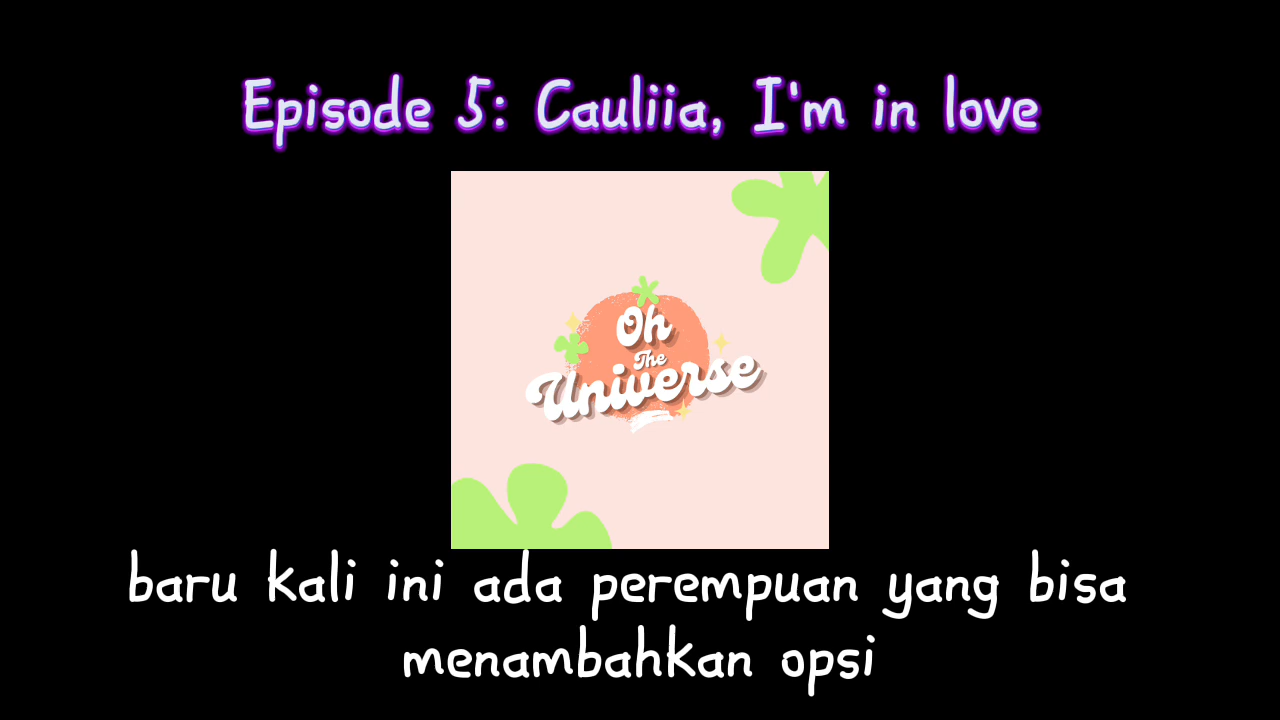 Episode 5: Cauliia, I'm in love
Oh
The
Universe
baru kali ini ada perempuan yang bisa
menambahkan opsi